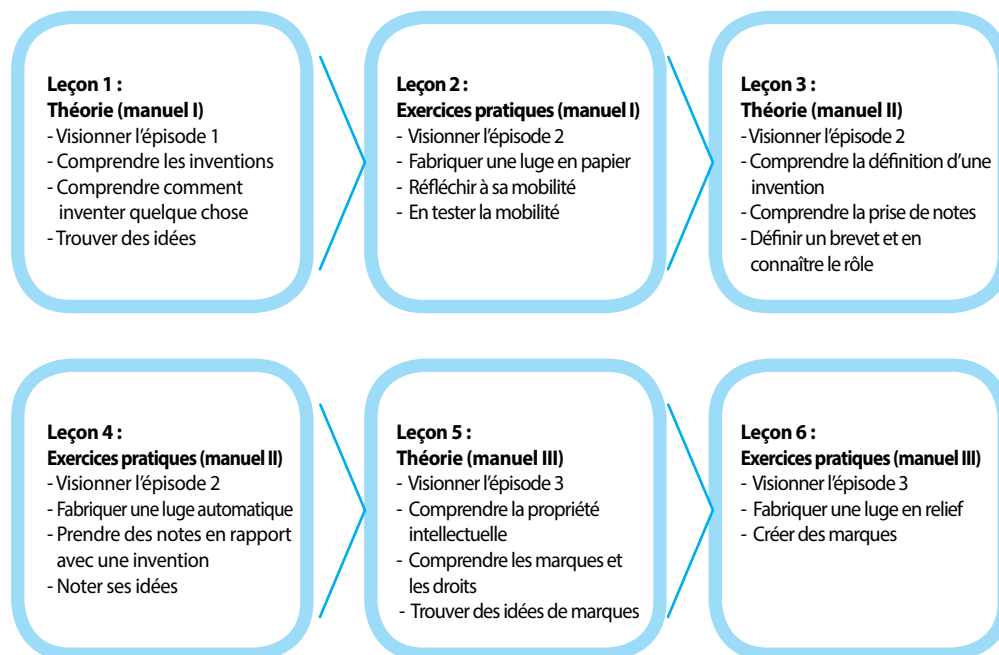 Leçon 1 :
Théorie (manuel I)
- Visionner l'épisode 1
- Comprendre les inventions
- Comprendre comment
inventer quelque chose
- Trouver des idées
Leçon 2 :
Exercices pratiques (manuel I)
- Visionner l'épisode 2
- Fabriquer une luge en papier
- Réfléchir à sa mobilité
- En tester la mobilité
Leçon 3 :
Théorie (manuel II)
- Visionner l'épisode 2
- Comprendre la définition d'une
invention
- Comprendre la prise de notes
- Définir un brevet et en
connaître le rôle
Leçon 4 :
Exercices pratiques (manuel II)
- Visionner l'épisode 2
- Fabriquer une luge automatique
- Prendre des notes en rapport
avec une invention
- Noter ses idées
Leçon 5 :
Théorie (manuel III)
- Visionner l'épisode 3
- Comprendre la propriété
intellectuelle
- Comprendre les marques et
les droits
- Trouver des idées de marques
Leçon 6 :
Exercices pratiques (manuel III)
- Visionner l'épisode 3
- Fabriquer une luge en relief
- Créer des marques